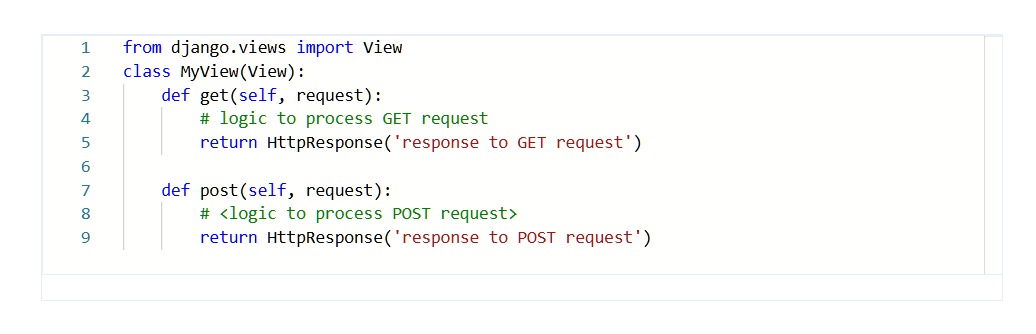 1 from django.views import View
2 class MyView(View):
3     def get(self, request):
4         # logic to process GET request
5         return HttpResponse('response to GET request')
6
7     def post(self, request):
8         # <logic to process POST request>
9         return HttpResponse('response to POST request')